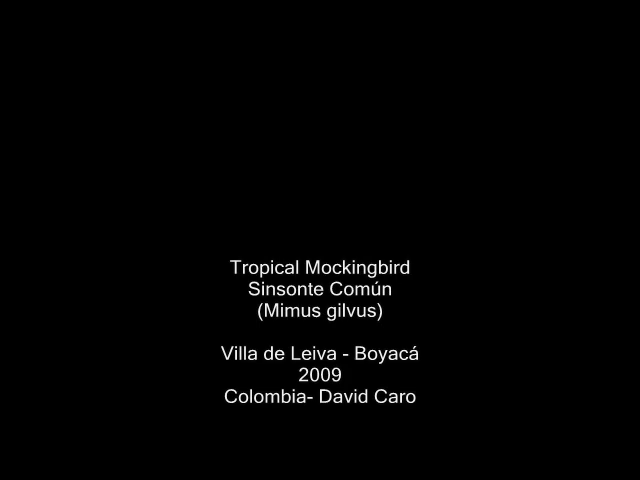 Tropical Mockingbird
Sinsonte Común
(Mimus gilvus)
Villa de Leiva - Boyacá
2009
Colombia- David Caro